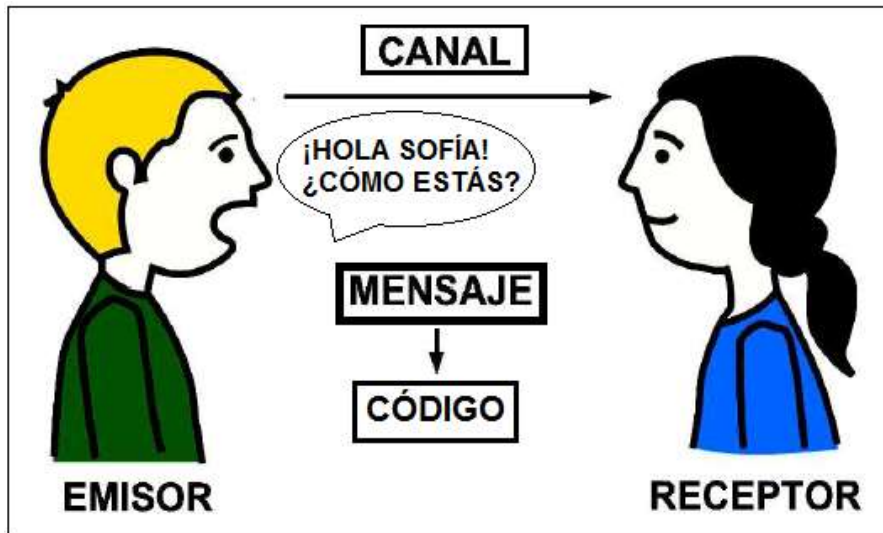 CANAL
¡HOLA SOFÍA!
¿CÓMO ESTÁS?
MENSAJE
CÓDIGO
EMISOR
RECEPTOR